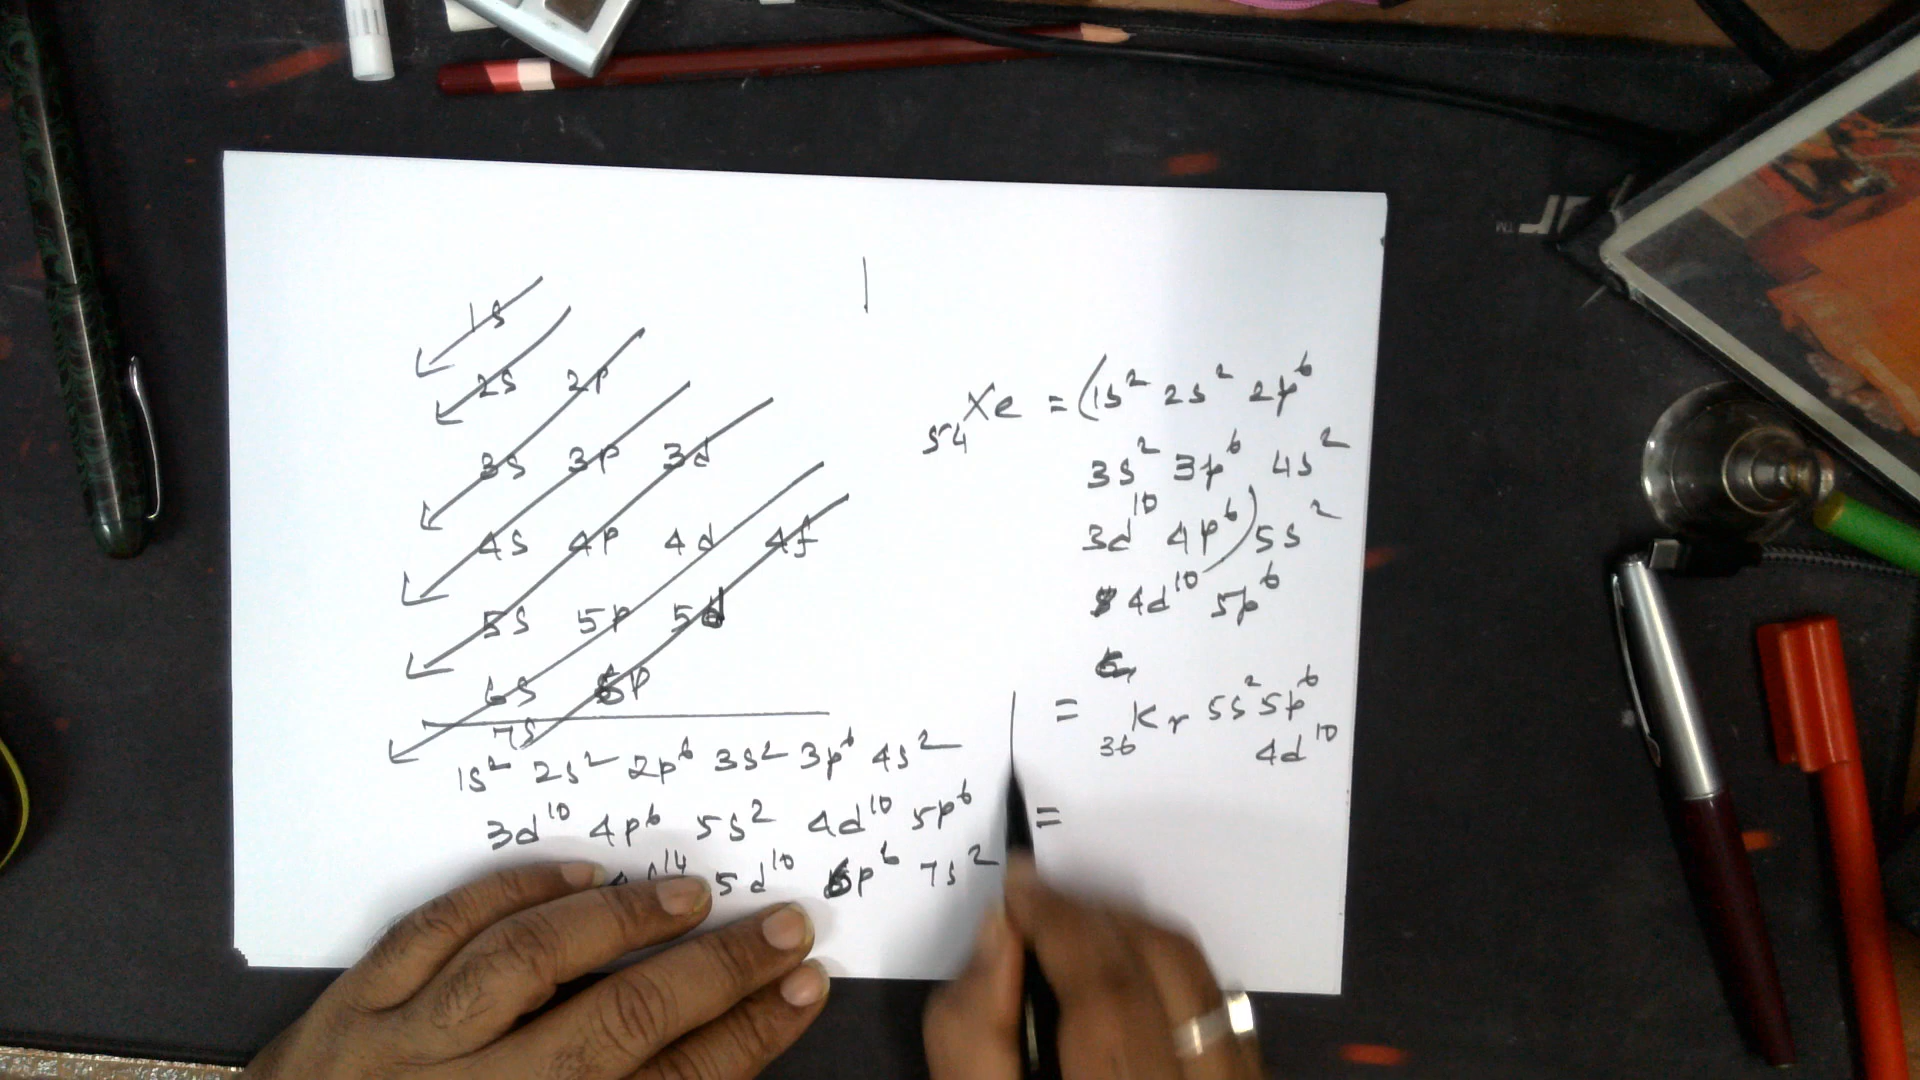 1s
2s 2p
3s 3p 3d
4s 4p 4d 4f
5s 5p 5d
6s 6p
7s
1s² 2s² 2p⁶ 3s² 3p⁶ 4s²
3d¹⁰ 4p⁶ 5s² 4d¹⁰ 5p⁶
¹⁴ 5d¹⁰ 6p⁶ 7s²
₅₄Xe = (1s² 2s² 2p⁶
3s² 3p⁶ 4s²
3d¹⁰ 4p⁶) 5s²
4d¹⁰ 5p⁶
= ₃₆Kr 5s² 5p⁶
4d¹⁰
=